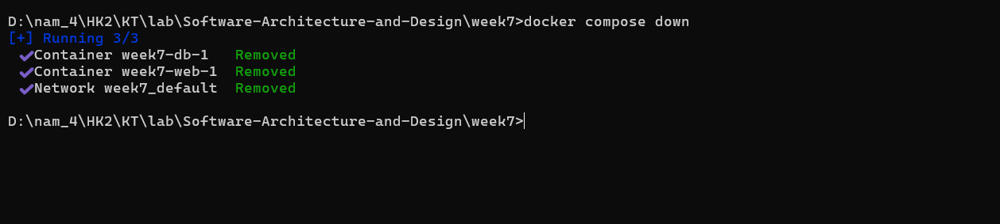 D:\nam_4\HK2\KT\lab\Software-Architecture-and-Design\week7>docker compose down
[+] Running 3/3
✔Container week7-db-1 Removed
✔Container week7-web-1 Removed
✔Network week7_default Removed
D:\nam_4\HK2\KT\lab\Software-Architecture-and-Design\week7>